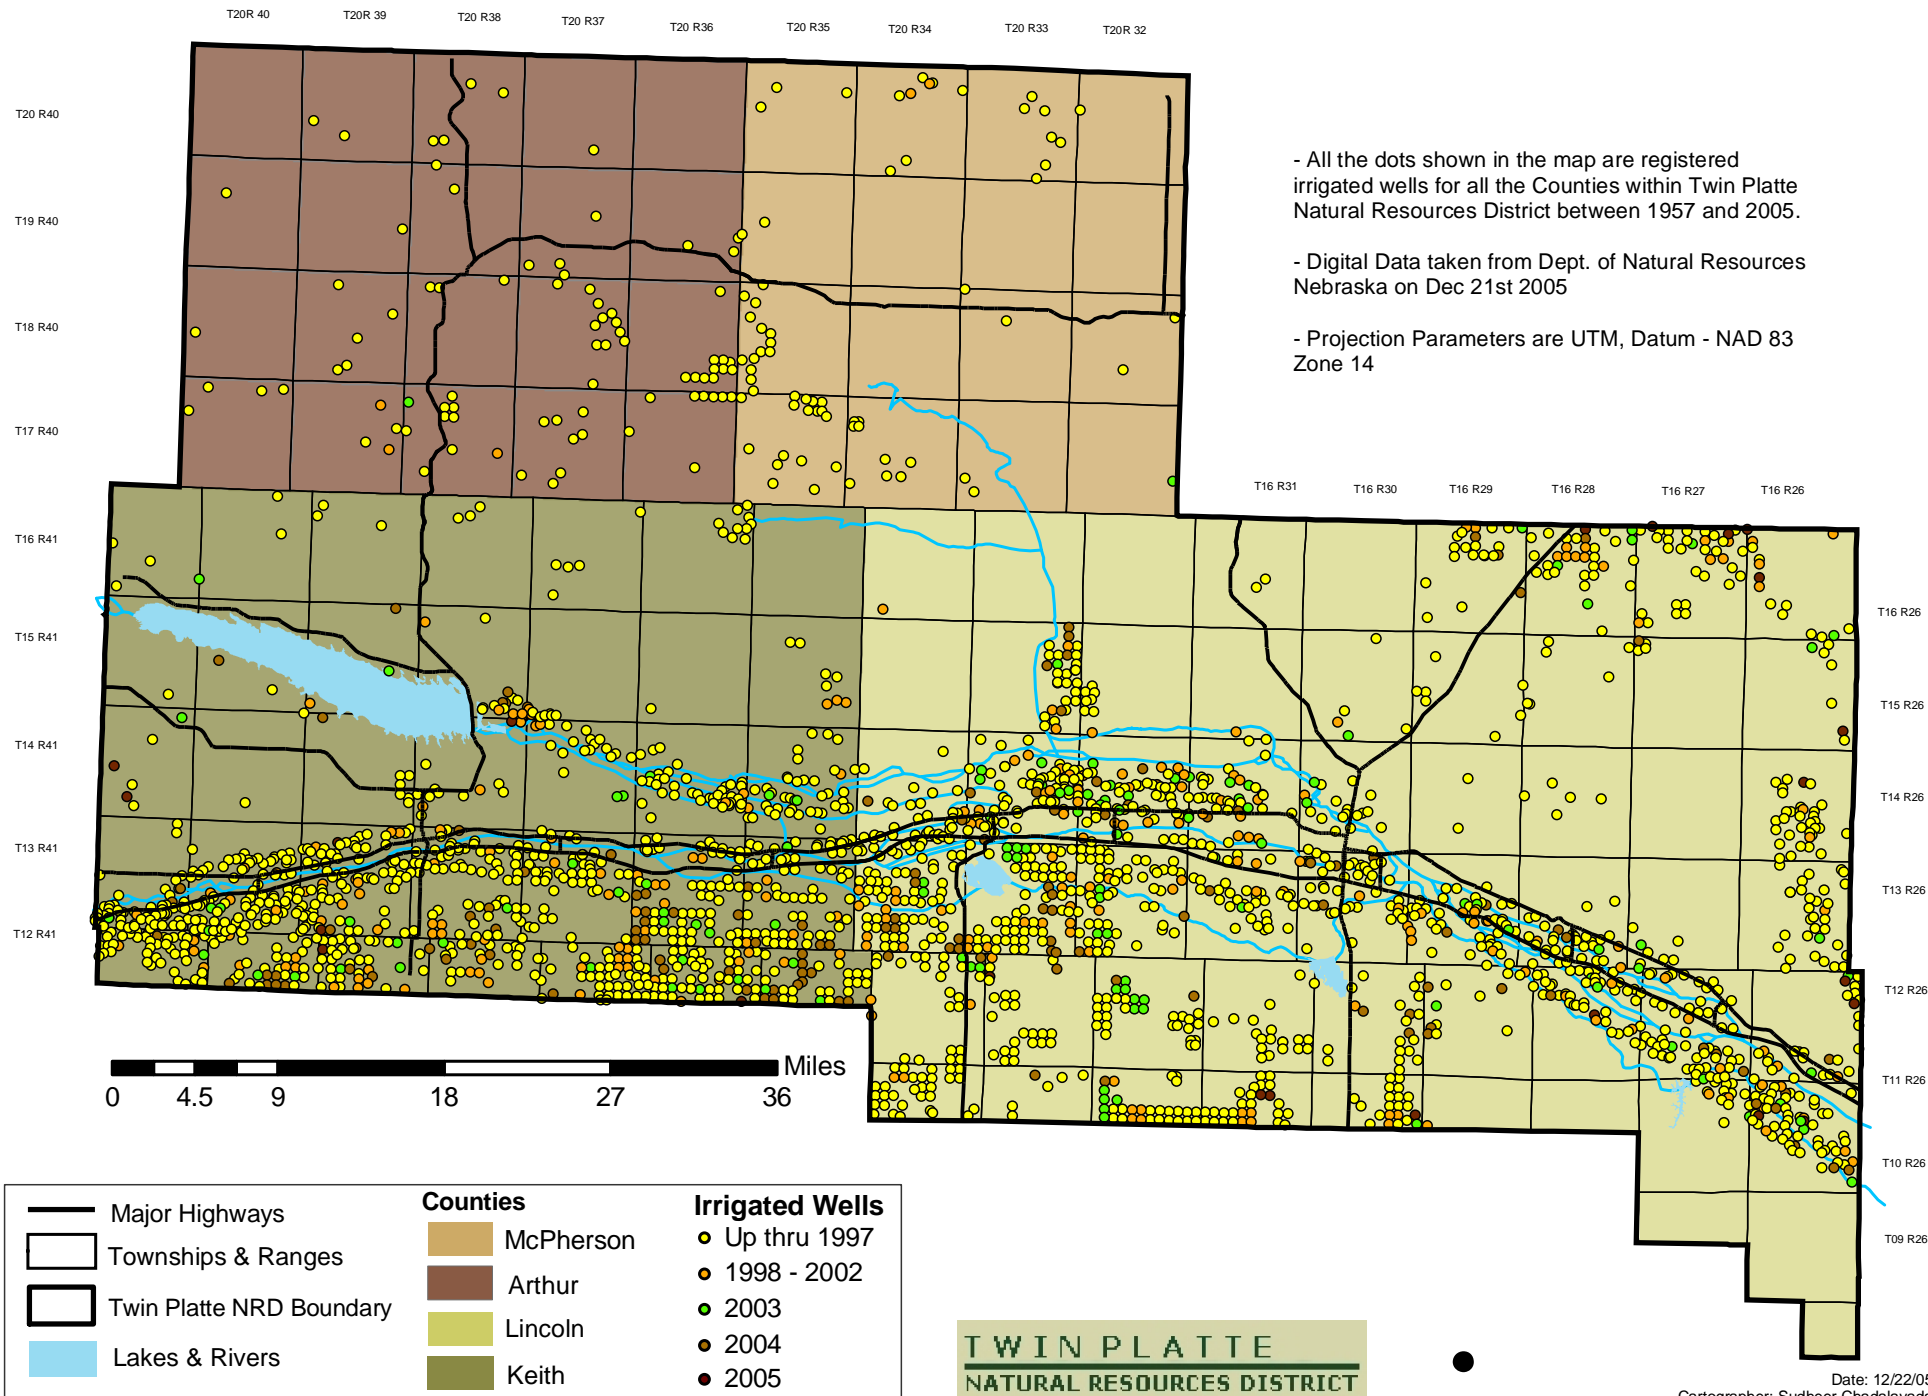 T20R 40
T20R 39
T20 R38
T20 R37
T20 R36
T20 R35
T20 R34
T20 R33
T20R 32
T20 R40
T19 R40
T18 R40
T17 R40
T16 R41
T15 R41
T14 R41
T13 R41
T12 R41
- All the dots shown in the map are registered
irrigated wells for all the Counties within Twin Platte
Natural Resources District between 1957 and 2005.
- Digital Data taken from Dept. of Natural Resources
Nebraska on Dec 21st 2005
- Projection Parameters are UTM, Datum - NAD 83
Zone 14
T16 R31
T16 R30
T16 R29
T16 R28
T16 R27
T16 R26
T16 R26
T15 R26
T14 R26
T13 R26
T12 R26
T11 R26
T10 R26
T09 R26
Miles
0 4.5 9 18 27 36
Major Highways
Townships & Ranges
Twin Platte NRD Boundary
Lakes & Rivers
Counties
McPherson
Arthur
Lincoln
Keith
Irrigated Wells
Up thru 1997
1998 - 2002
2003
2004
2005
TWIN PLATTE
NATURAL RESOURCES DISTRICT
Date: 12/22/05